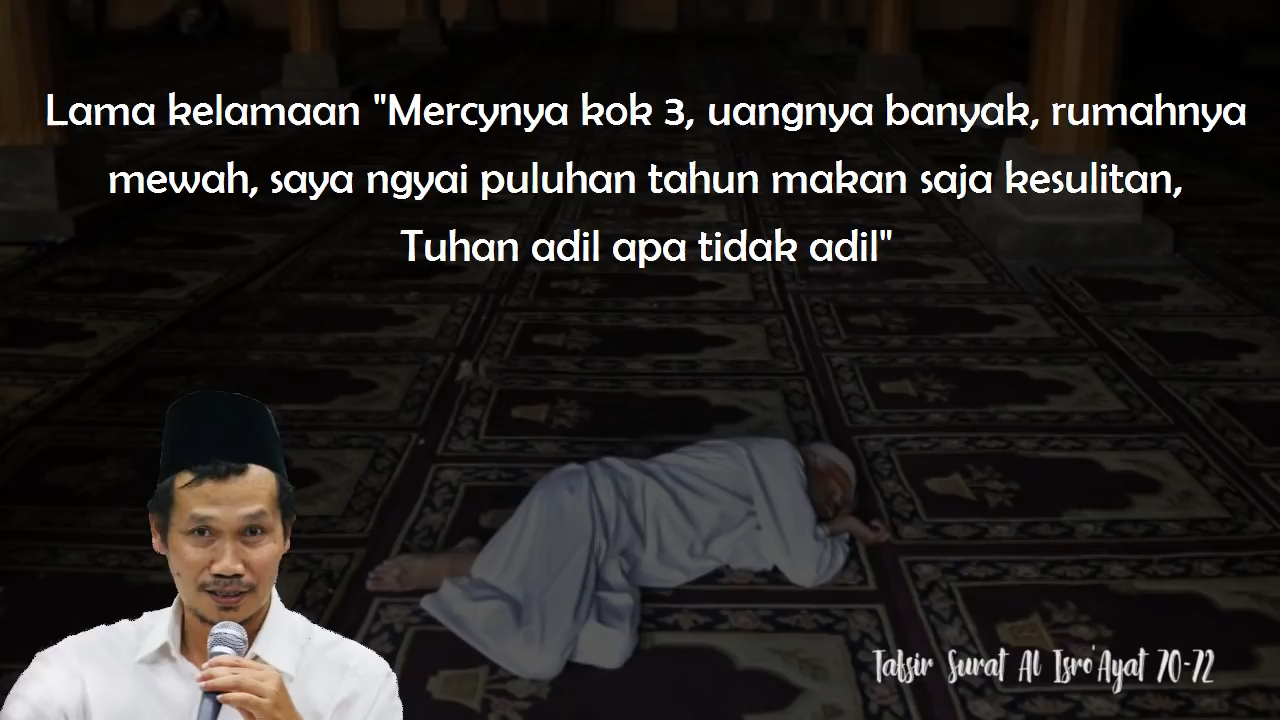 Lama kelamaan "Mercynya kok 3, uangnya banyak, rumahnya
mewah, saya ngyai puluhan tahun makan saja kesulitan,
Tuhan adil apa tidak adil"
Tafsir Surat Al Isro'Ayat 70-72